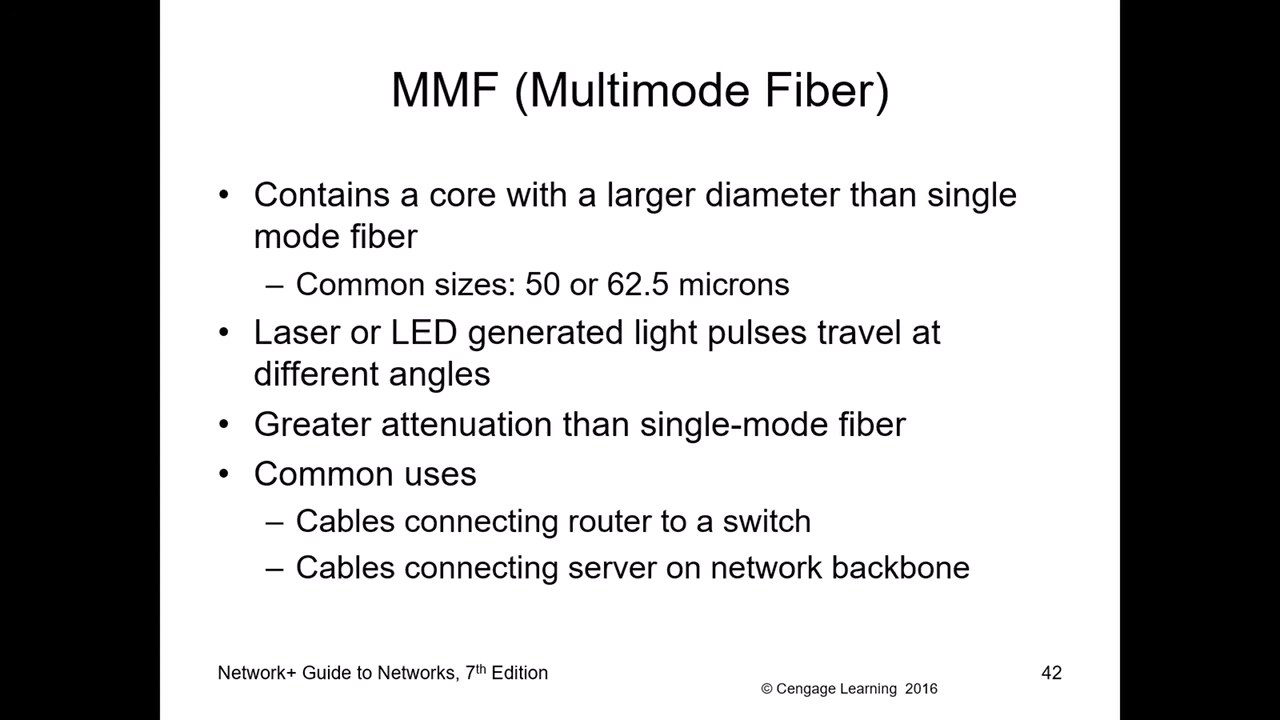 MMF (Multimode Fiber)
• Contains a core with a larger diameter than single
mode fiber
– Common sizes: 50 or 62.5 microns
• Laser or LED generated light pulses travel at
different angles
• Greater attenuation than single-mode fiber
• Common uses
– Cables connecting router to a switch
– Cables connecting server on network backbone
Network+ Guide to Networks, 7th Edition
© Cengage Learning 2016
42